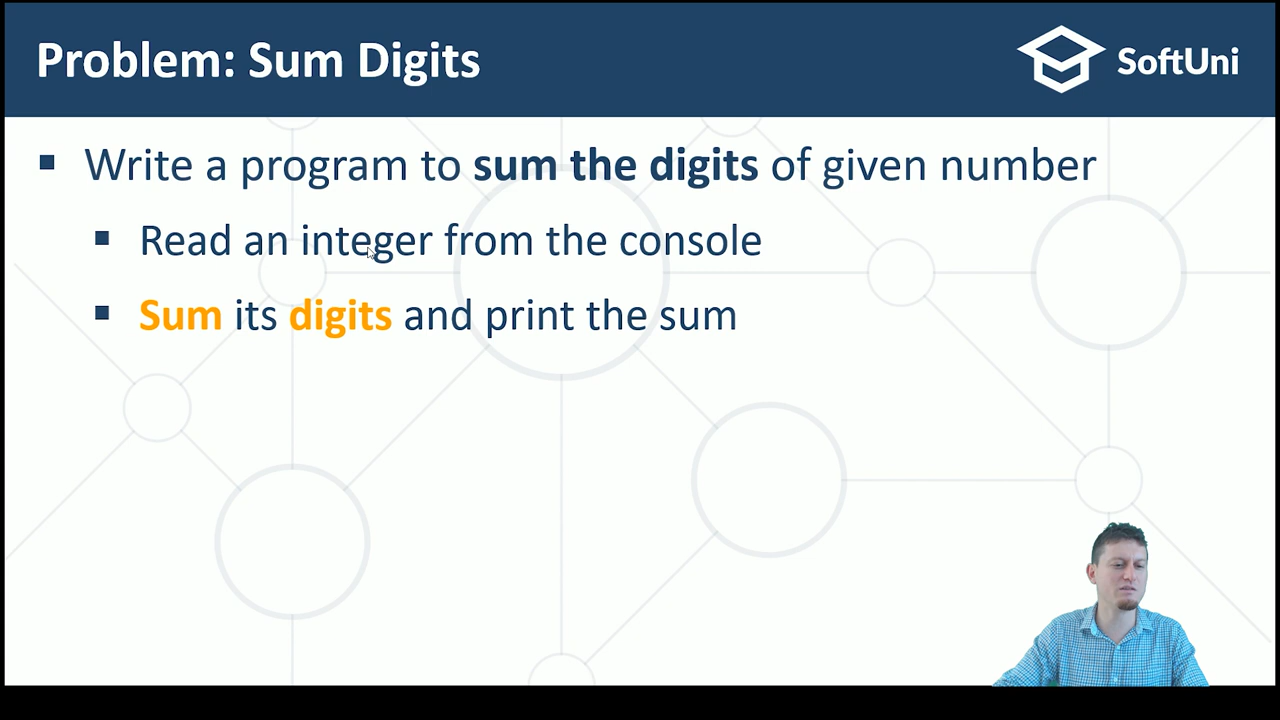 Problem: Sum Digits
SoftUni
Write a program to sum the digits of given number
Read an integer from the console
Sum its digits and print the sum